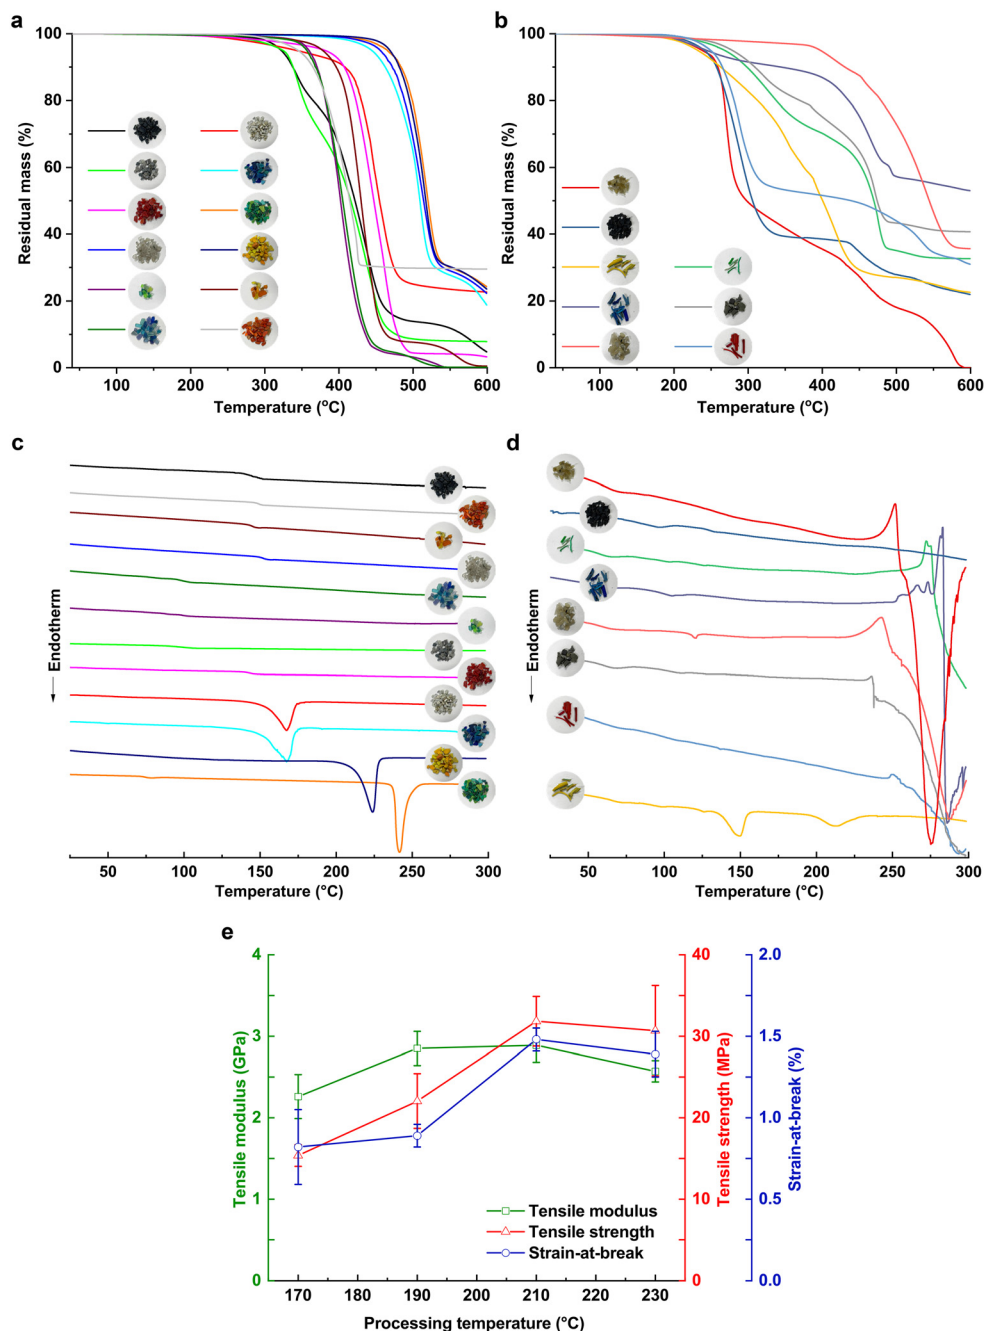 a
100
80
60
40
20
0
Residual mass (%)
100
200
300
400
500
600
Temperature (°C)
b
100
80
60
40
20
0
Residual mass (%)
100
200
300
400
500
600
Temperature (°C)
c
Endotherm
50
100
150
200
250
300
Temperature (°C)
d
Endotherm
50
100
150
200
250
300
Temperature (°C)
e
4
3
2
1
0
Tensile modulus (GPa)
40
30
20
10
0
Tensile strength (MPa)
2.0
1.5
1.0
0.5
0.0
Strain-at-break (%)
Tensile modulus
Tensile strength
Strain-at-break
170
180
190
200
210
210
220
230
Processing temperature (°C)